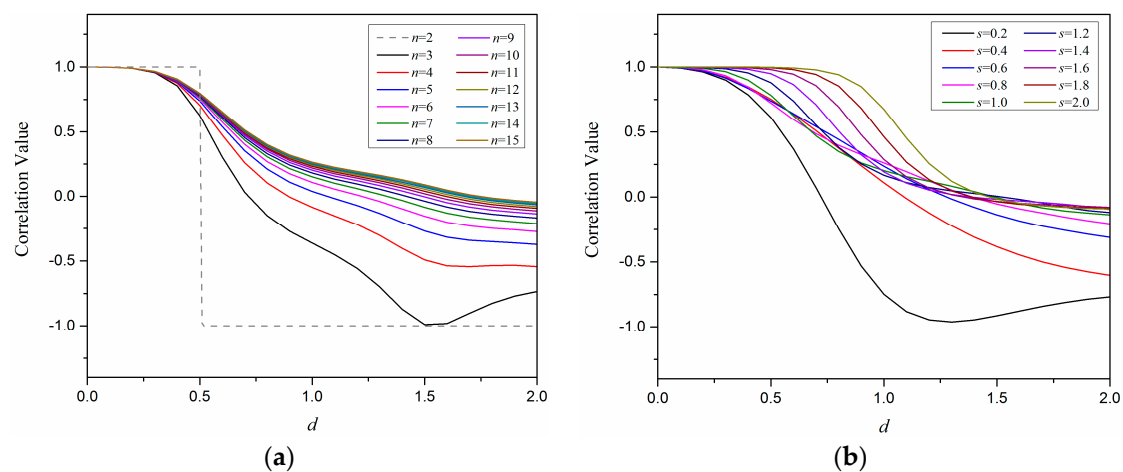 n=2 n=9
n=3 n=10
n=4 n=11
n=5 n=12
n=6 n=13
n=7 n=14
n=8 n=15
1.0
0.5
0.0
-0.5
-1.0
Correlation Value
0.0 0.5 1.0 1.5 2.0
d
(a)
s=0.2 s=1.2
s=0.4 s=1.4
s=0.6 s=1.6
s=0.8 s=1.8
s=1.0 s=2.0
1.0
0.5
0.0
-0.5
-1.0
Correlation Value
0.0 0.5 1.0 1.5 2.0
d
(b)